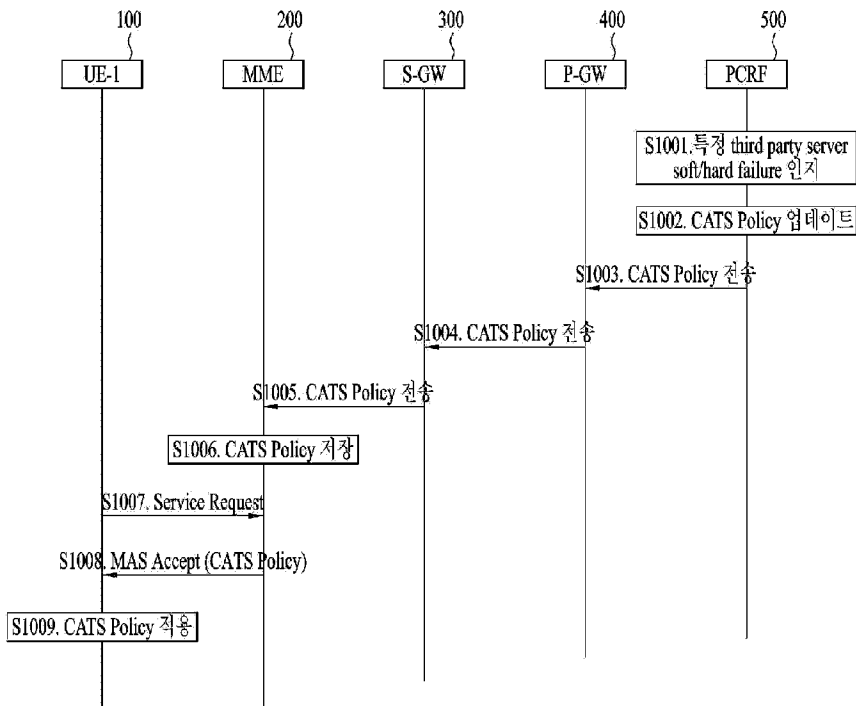 100 200 300 400 500
UE-1 MME S-GW P-GW PCRF
S1001.특정 third party server
soft/hard failure 인지
S1002. CATS Policy 업데이트
S1003. CATS Policy 전송
S1004. CATS Policy 전송
S1005. CATS Policy 전송
S1006. CATS Policy 저장
S1007. Service Request
S1008. MAS Accept (CATS Policy)
S1009. CATS Policy 적용